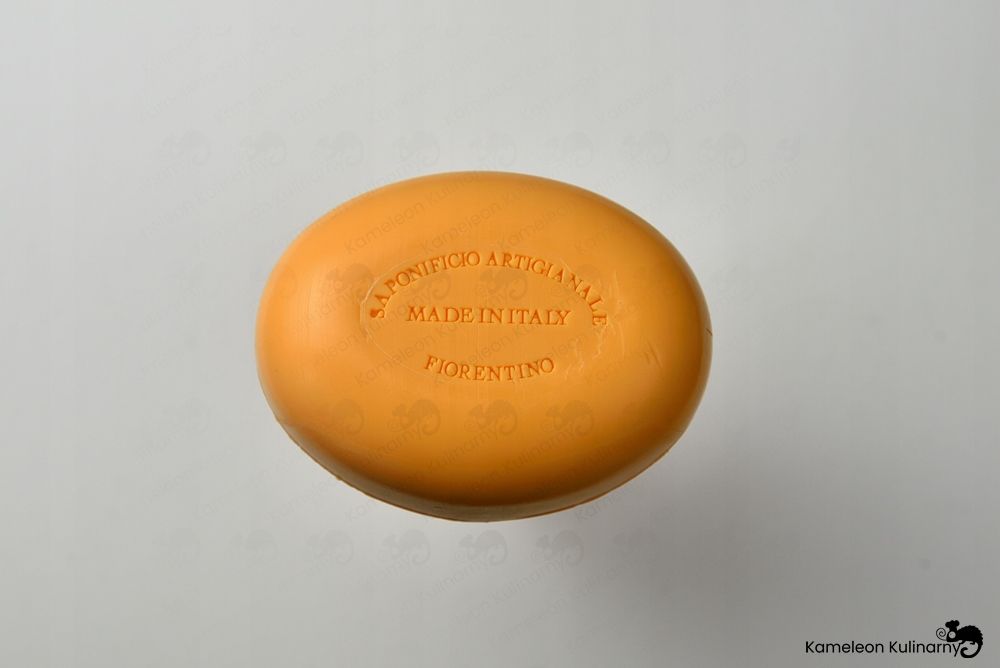 SAPONIFICIO ARTIGIANALE
MADE IN ITALY
FIORENTINO
Kameleon Kulinarny